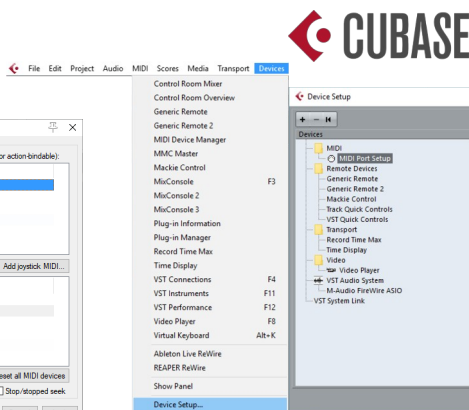 CUBASE
File Edit Project Audio MIDI Scores Media Transport Devices
Control Room Mixer
Control Room Overview
Generic Remote
Generic Remote 2
MIDI Device Manager
MMC Master
Mackie Control
MixConsole F3
MixConsole 2
MixConsole 3
Plug-in Information
Plug-in Manager
Record Time Max
Time Display
VST Connections F4
VST Instruments F11
VST Performance F12
Video Player F8
Virtual Keyboard Alt+K
Ableton Live ReWire
REAPER ReWire
Show Panel
Device Setup...
or action-bindable):
Add joystick MIDI...
eset all MIDI devices
Stop/stopped seek
Device Setup
Devices
MIDI
MIDI Port Setup
Remote Devices
Generic Remote
Generic Remote 2
Mackie Control
Track Quick Controls
VST Quick Controls
Transport
Record Time Max
Time Display
Video
Video Player
VST Audio System
M-Audio FireWire ASIO
VST System Link